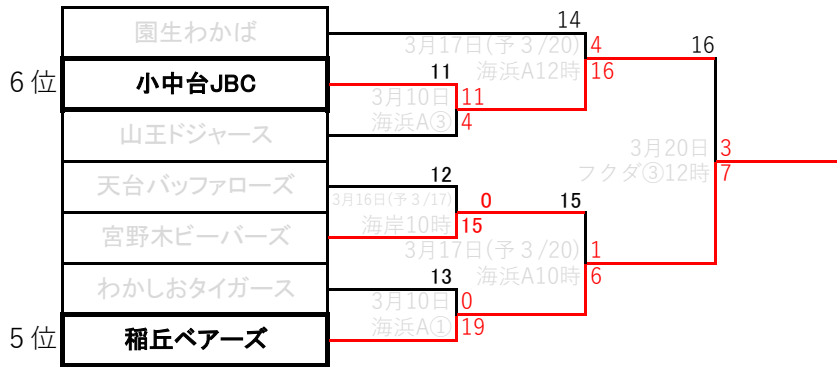 園生わかば
14
3月17日(予３/20)
4
16
海浜A12時
16
6位
小中台JBC
11
3月10日
11
海浜A③
4
山王ドジャース
3月20日
3
フクダ③12時
7
天台バッファローズ
12
3月16日(予３/17)
0
15
海岸10時
15
宮野木ビーバーズ
3月17日(予３/20)
1
海浜A10時
6
わかしおタイガース
13
3月10日
0
海浜A①
19
5位
稲丘ベアーズ